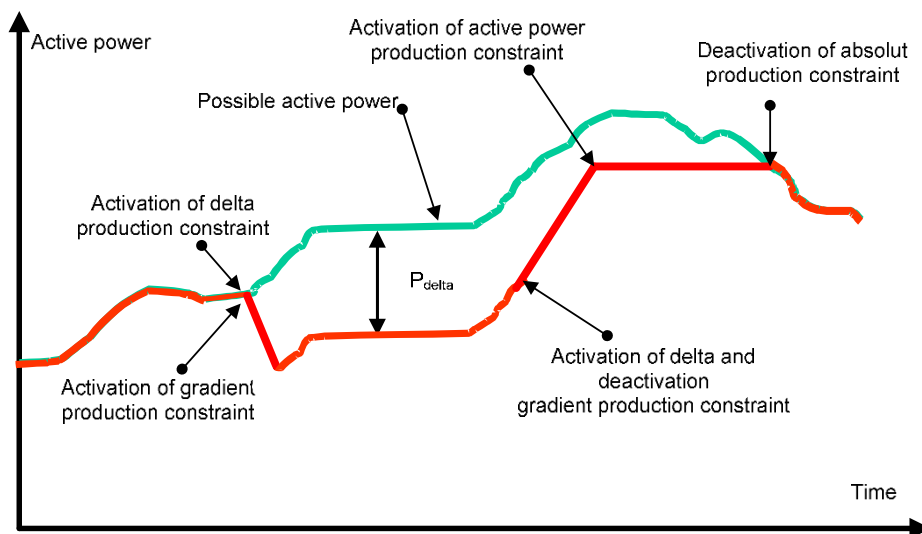 Active power
Activation of active power
production constraint
Deactivation of absolut
production constraint
Possible active power
Activation of delta
production constraint
P delta
Activation of gradient
production constraint
Activation of delta and
deactivation
gradient production constraint
Time